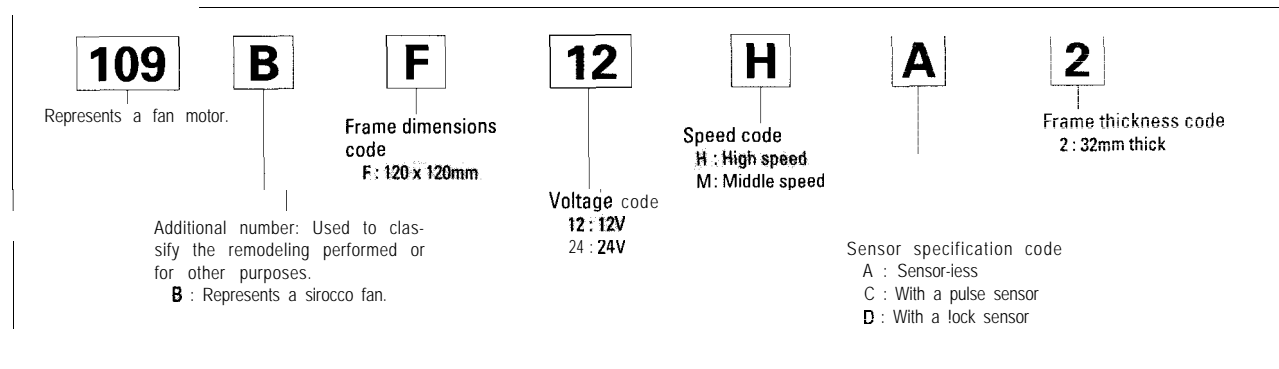 109 B F 12 H A 2
Represents a fan motor.
Frame dimensions
code
F : 120 x 120mm
Speed code
H : High speed
M : Middle speed
Frame thickness code
2 : 32mm thick
Voltage code
12 : 12V
24 : 24V
Additional number: Used to clas-
sify the remodeling performed or
for other purposes.
B : Represents a sirocco fan.
Sensor specification code
A : Sensor-iess
C : With a pulse sensor
D : With a !ock sensor